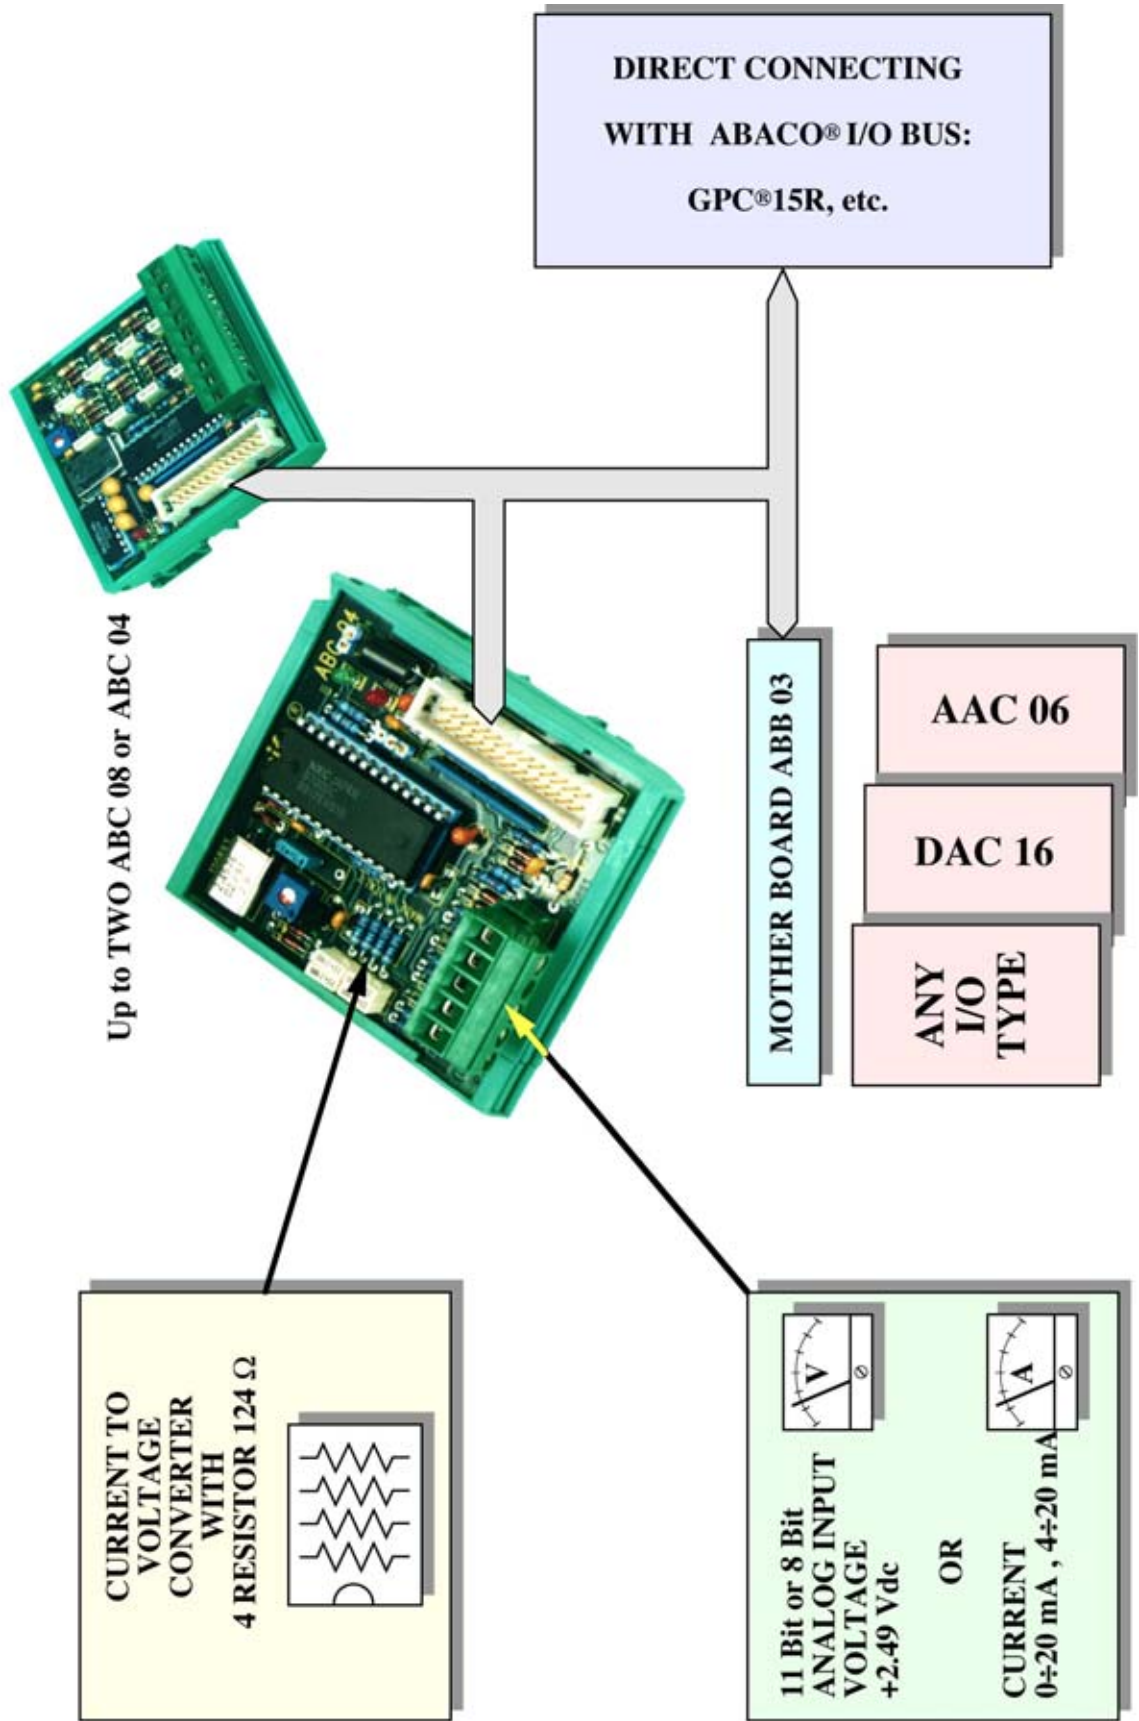 DIRECT CONNECTING
WITH ABACO® I/O BUS:
GPC®15R, etc.
Up to TWO ABC 08 or ABC 04
ABC 04
MOTHER BOARD ABB 03
AAC 06
DAC 16
ANY
I/O
TYPE
CURRENT TO
VOLTAGE
CONVERTER
WITH
4 RESISTOR 124 Ω
11 Bit or 8 Bit
ANALOG INPUT
VOLTAGE
+2.49 Vdc
V
OR
CURRENT
0÷20 mA , 4÷20 mA
A